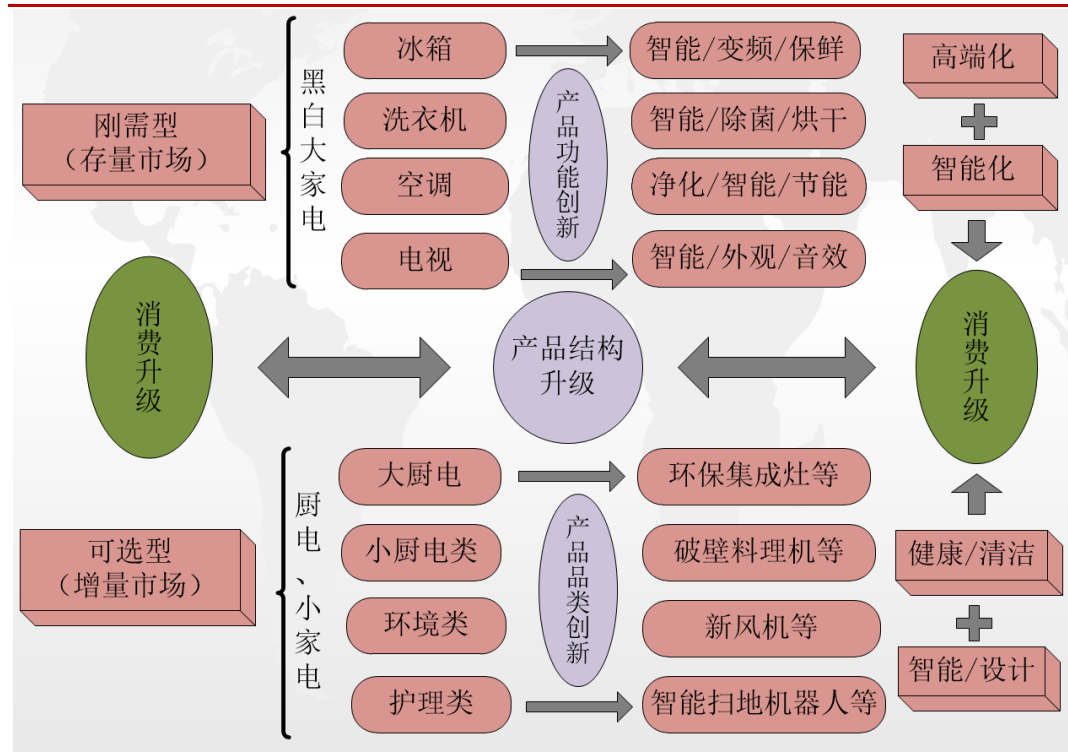 刚需型
（存量市场）
黑白大家电
冰箱
洗衣机
空调
电视
产品功能创新
智能/变频/保鲜
智能/除菌/烘干
净化/智能/节能
智能/外观/音效
高端化
智能化
消费升级
产品结构
升级
消费升级
可选型
（增量市场）
厨电、小家电
大厨电
小厨电类
环境类
护理类
产品品类创新
环保集成灶等
破壁料理机等
新风机等
智能扫地机器人等
健康/清洁
智能/设计